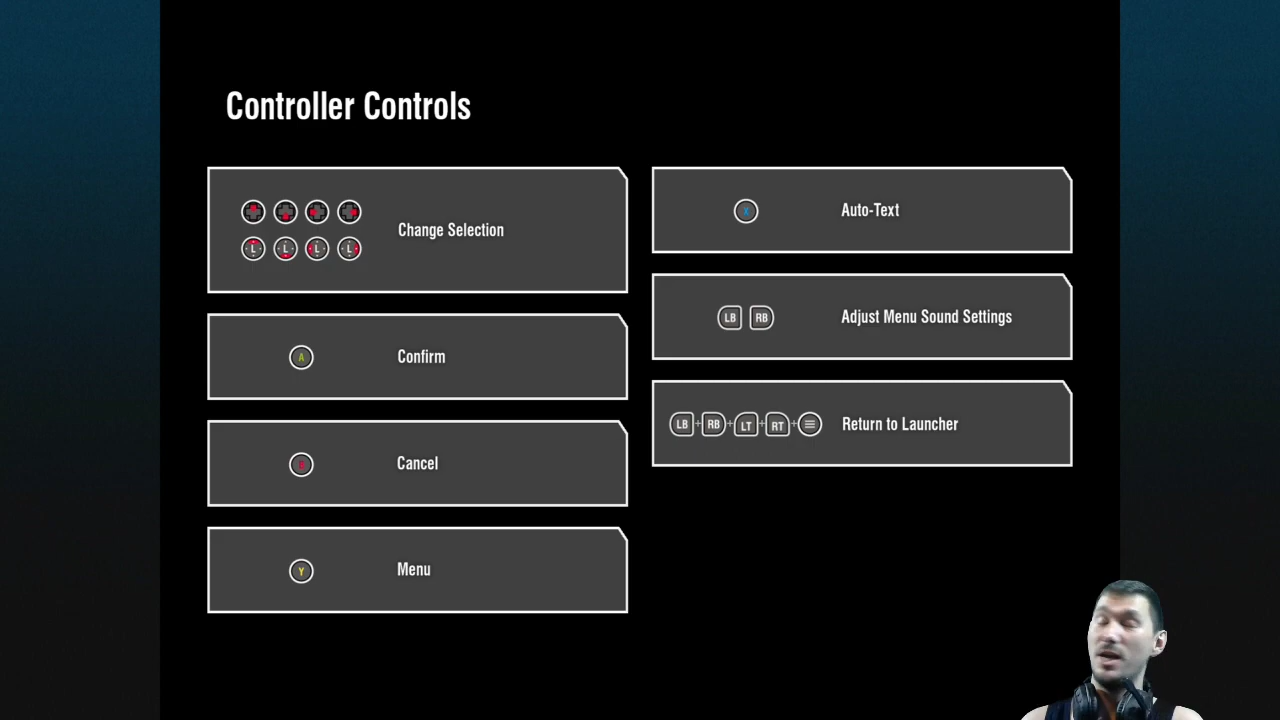 Controller Controls
L L L L
Change Selection
A
Confirm
B
Cancel
Y
Menu
X
Auto-Text
LB RB
Adjust Menu Sound Settings
LB+RB+LT+RT+
Return to Launcher